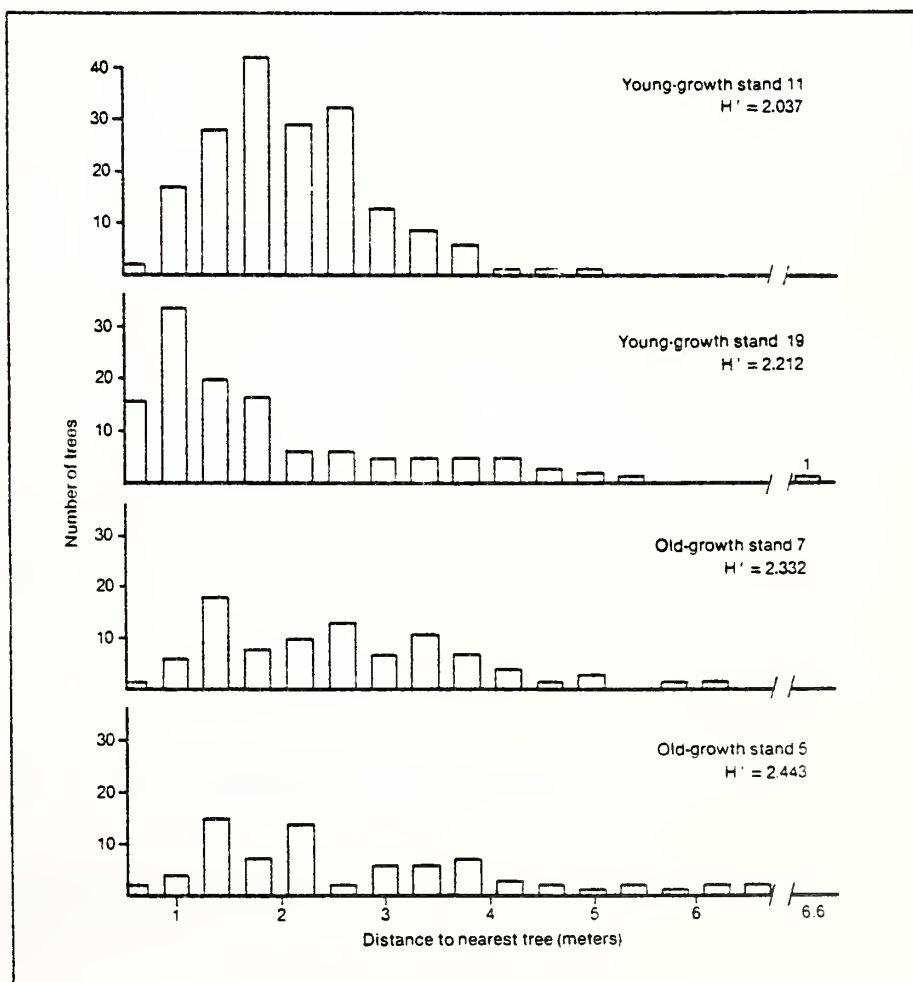 Number of trees
40
30
20
10
Young-growth stand 11
H' = 2.037
30
20
10
Young-growth stand 19
H' = 2.212
1
30
20
10
Old-growth stand 7
H' = 2.332
30
20
10
Old-growth stand 5
H' = 2.443
1 2 3 4 5 6 6.6
Distance to nearest tree (meters)